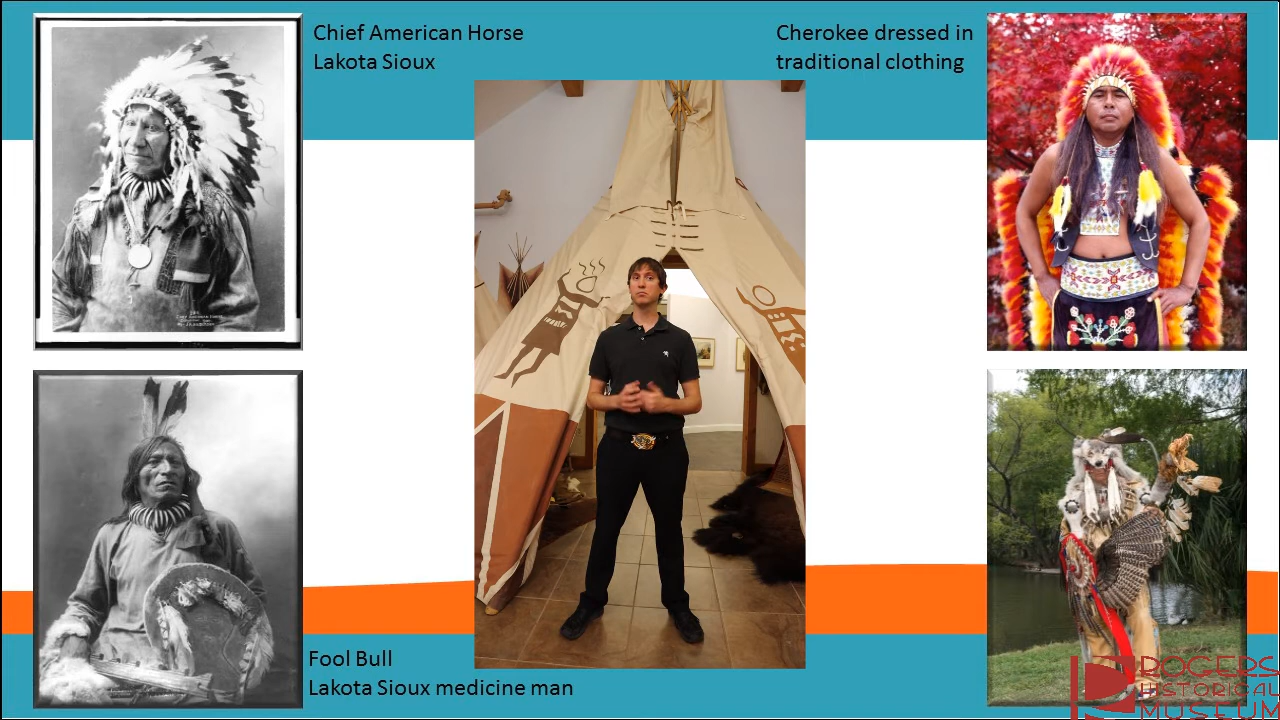 Chief American Horse
Lakota Sioux
Cherokee dressed in
traditional clothing
Fool Bull
Lakota Sioux medicine man
ROGERS
HISTORICAL
MUSEUM